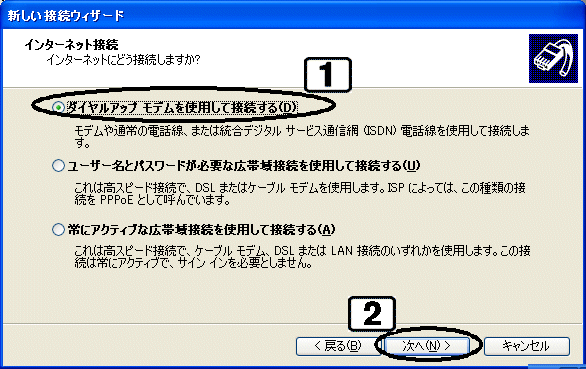 新しい接続ウィザード
インターネット接続
インターネットにどう接続しますか?
1
ダイヤルアップ モデムを使用して接続する(D)
モデムや通常の電話線、または統合デジタル サービス通信網 (ISDN) 電話線を使用して接続しま
す。
ユーザー名とパスワードが必要な広帯域接続を使用して接続する(U)
これは高スピード接続で、DSL またはケーブル モデムを使用します。ISP によっては、この種類の接
続を PPPoE として呼んでいます。
常にアクティブな広帯域接続を使用して接続する(A)
これは高スピード接続で、ケーブル モデム、DSL または LAN 接続のいずれかを使用します。この接
続は常にアクティブで、サイン インを必要としません。
2
< 戻る(B)
次へ(N) >
キャンセル